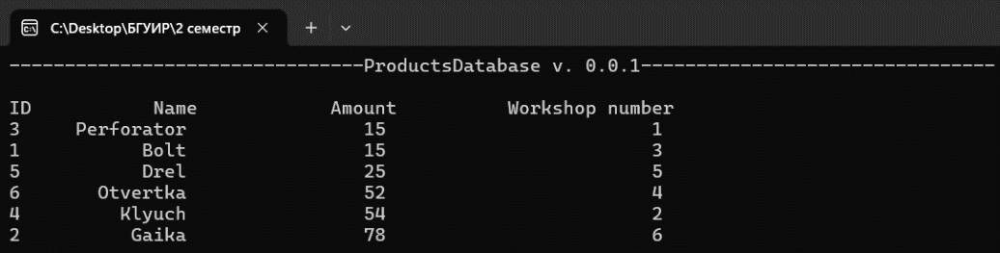 C:\Desktop\БГУИР\2 семестр
--------------------------------ProductsDatabase v. 0.0.1--------------------------------
ID Name Amount Workshop number
3 Perforator 15 1
1 Bolt 15 3
5 Drel 25 5
6 Otvertka 52 4
4 Klyuch 54 2
2 Gaika 78 6